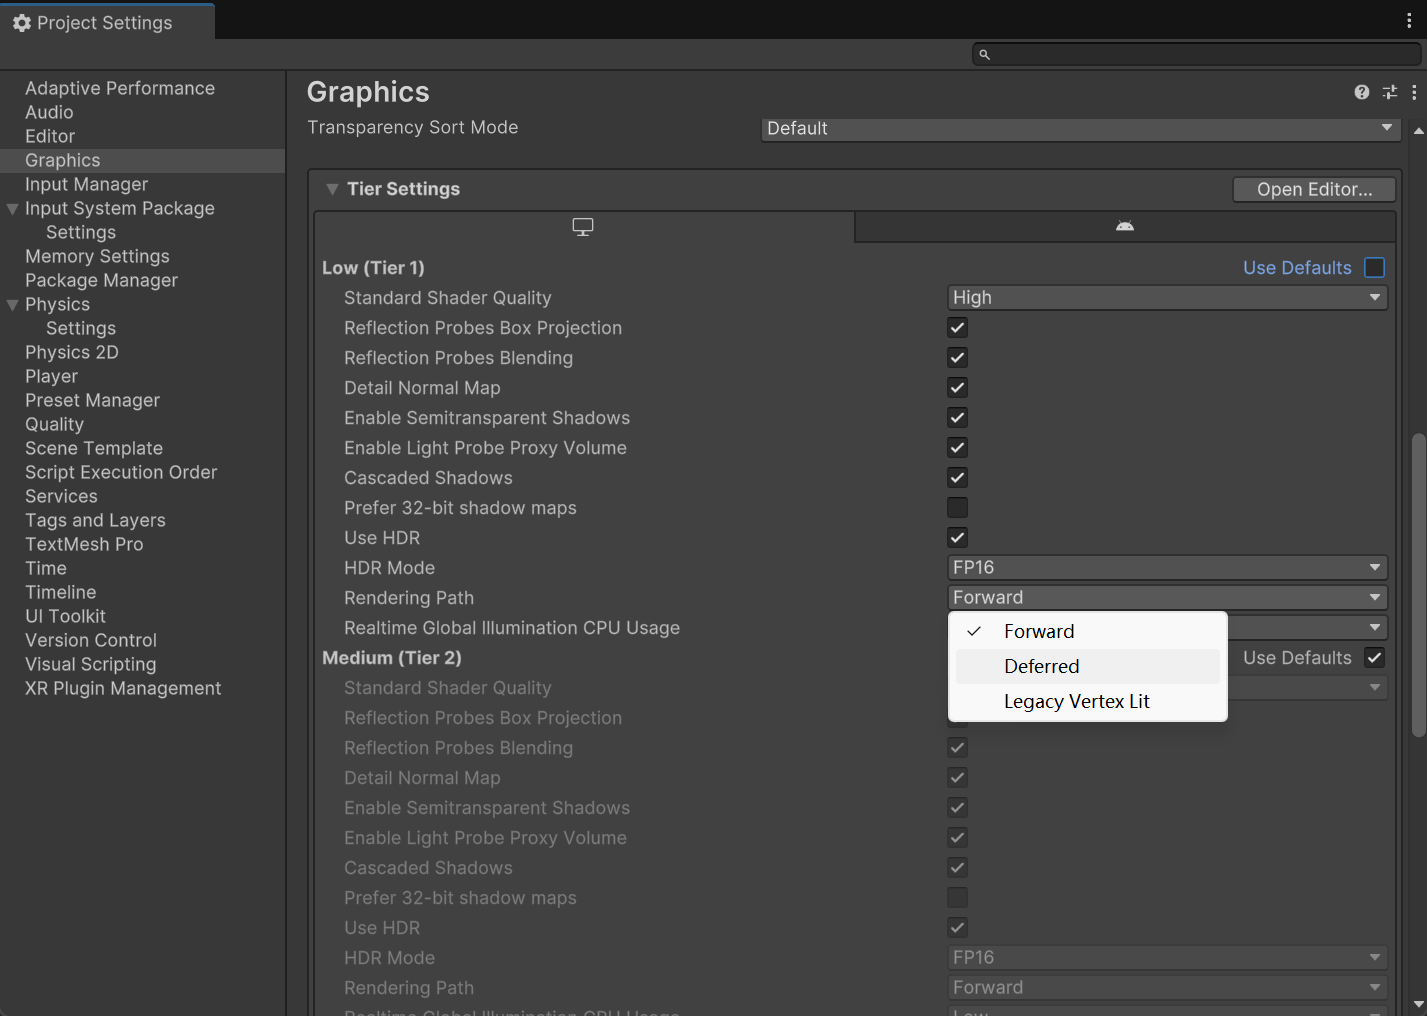 Project Settings
Adaptive Performance
Audio
Editor
Graphics
Input Manager
Input System Package
Settings
Memory Settings
Package Manager
Physics
Settings
Physics 2D
Player
Preset Manager
Quality
Scene Template
Script Execution Order
Services
Tags and Layers
TextMesh Pro
Time
Timeline
UI Toolkit
Version Control
Visual Scripting
XR Plugin Management
Graphics
Transparency Sort Mode Default
Tier Settings Open Editor...
Low (Tier 1) Use Defaults
Standard Shader Quality High
Reflection Probes Box Projection
Reflection Probes Blending
Detail Normal Map
Enable Semitransparent Shadows
Enable Light Probe Proxy Volume
Cascaded Shadows
Prefer 32-bit shadow maps
Use HDR
HDR Mode FP16
Rendering Path Forward
Realtime Global Illumination CPU Usage
Forward
Deferred
Legacy Vertex Lit
Medium (Tier 2) Use Defaults
Standard Shader Quality
Reflection Probes Box Projection
Reflection Probes Blending
Detail Normal Map
Enable Semitransparent Shadows
Enable Light Probe Proxy Volume
Cascaded Shadows
Prefer 32-bit shadow maps
Use HDR
HDR Mode FP16
Rendering Path Forward
Realtime Global Illumination CPU Usage Low